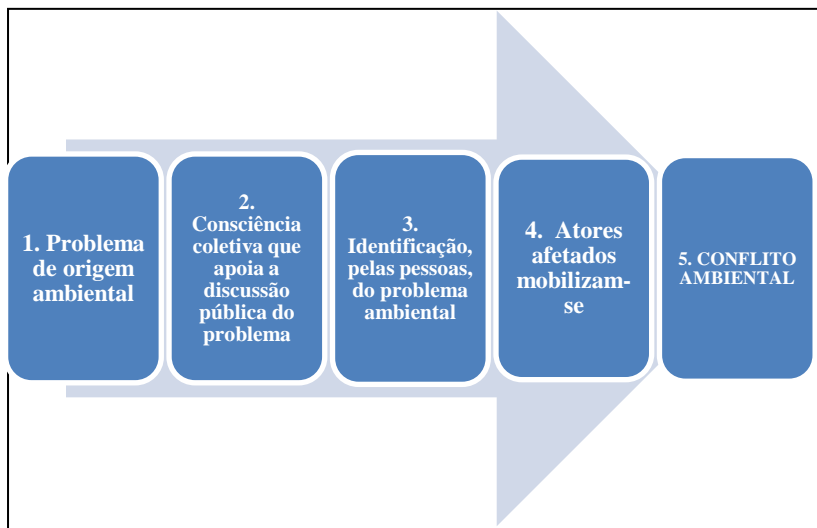 1. Problema
de origem
ambiental
2.
Consciência
coletiva que
apoia a
discussão
pública do
problema
3.
Identificação,
pelas pessoas,
do problema
ambiental
4. Atores
afetados
mobilizam-
se
5. CONFLITO
AMBIENTAL